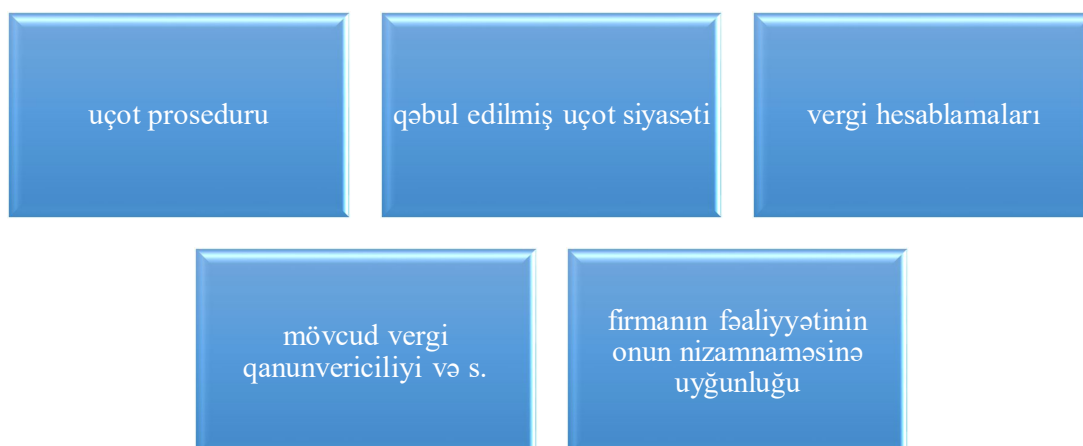 uçot proseduru
qəbul edilmiş uçot siyasəti
vergi hesablamaları
mövcud vergi
qanunvericiliyi və s.
firmanın fəaliyyətinin
onun nizamnaməsinə
uyğunluğu